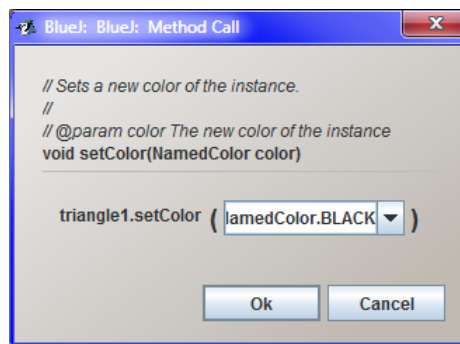 BlueJ: BlueJ: Method Call
// Sets a new color of the instance.
//
// @param color The new color of the instance
void setColor(NamedColor color)
triangle1.setColor ( lamedColor.BLACK )
Ok Cancel